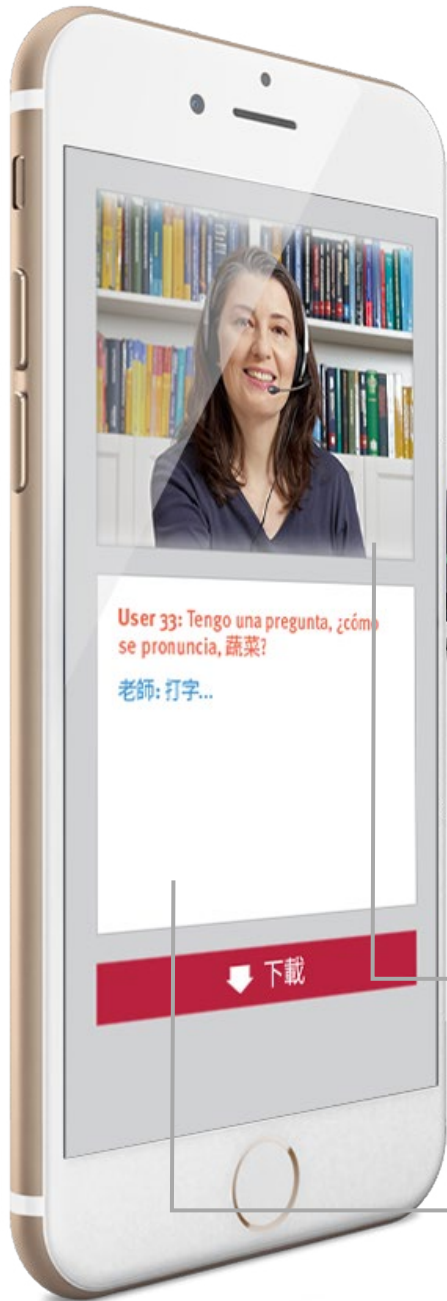 User 33: Tengo una pregunta, ¿cómo
se pronuncia, 蔬菜?
老師: 打字...
下載